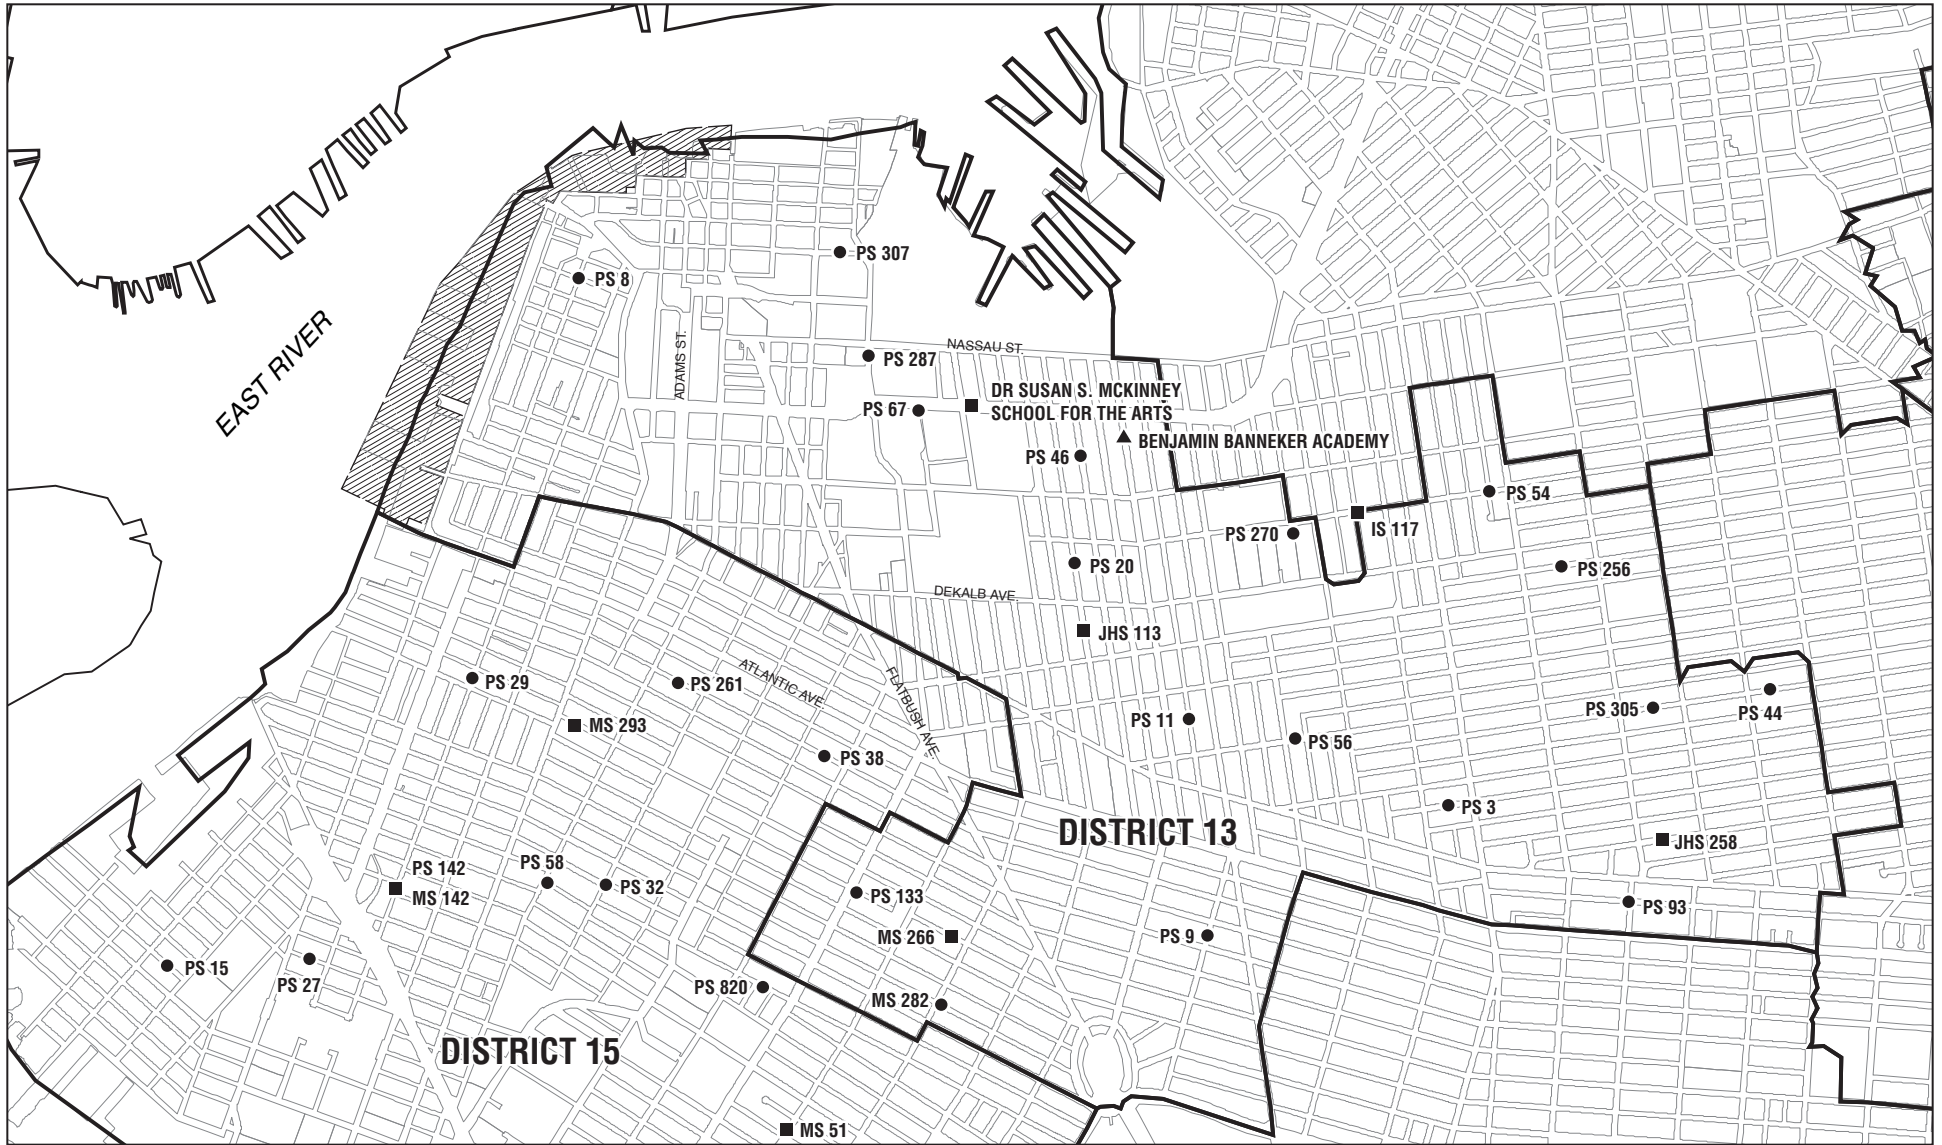 PS 307
PS 8
EAST RIVER
ADAMS ST.
NASSAU ST.
PS 287
DR SUSAN S. MCKINNEY
SCHOOL FOR THE ARTS
PS 67
BENJAMIN BANNEKER ACADEMY
PS 46
PS 54
IS 117
PS 270
PS 20
PS 256
DEKALB AVE.
JHS 113
PS 29
PS 261
ATLANTIC AVE.
FLATBUSH AVE.
MS 293
PS 38
PS 11
PS 56
PS 305
PS 44
PS 3
DISTRICT 13
JHS 258
PS 142
MS 142
PS 58
PS 32
PS 133
PS 93
MS 266
PS 9
PS 15
PS 27
PS 820
MS 282
DISTRICT 15
MS 51